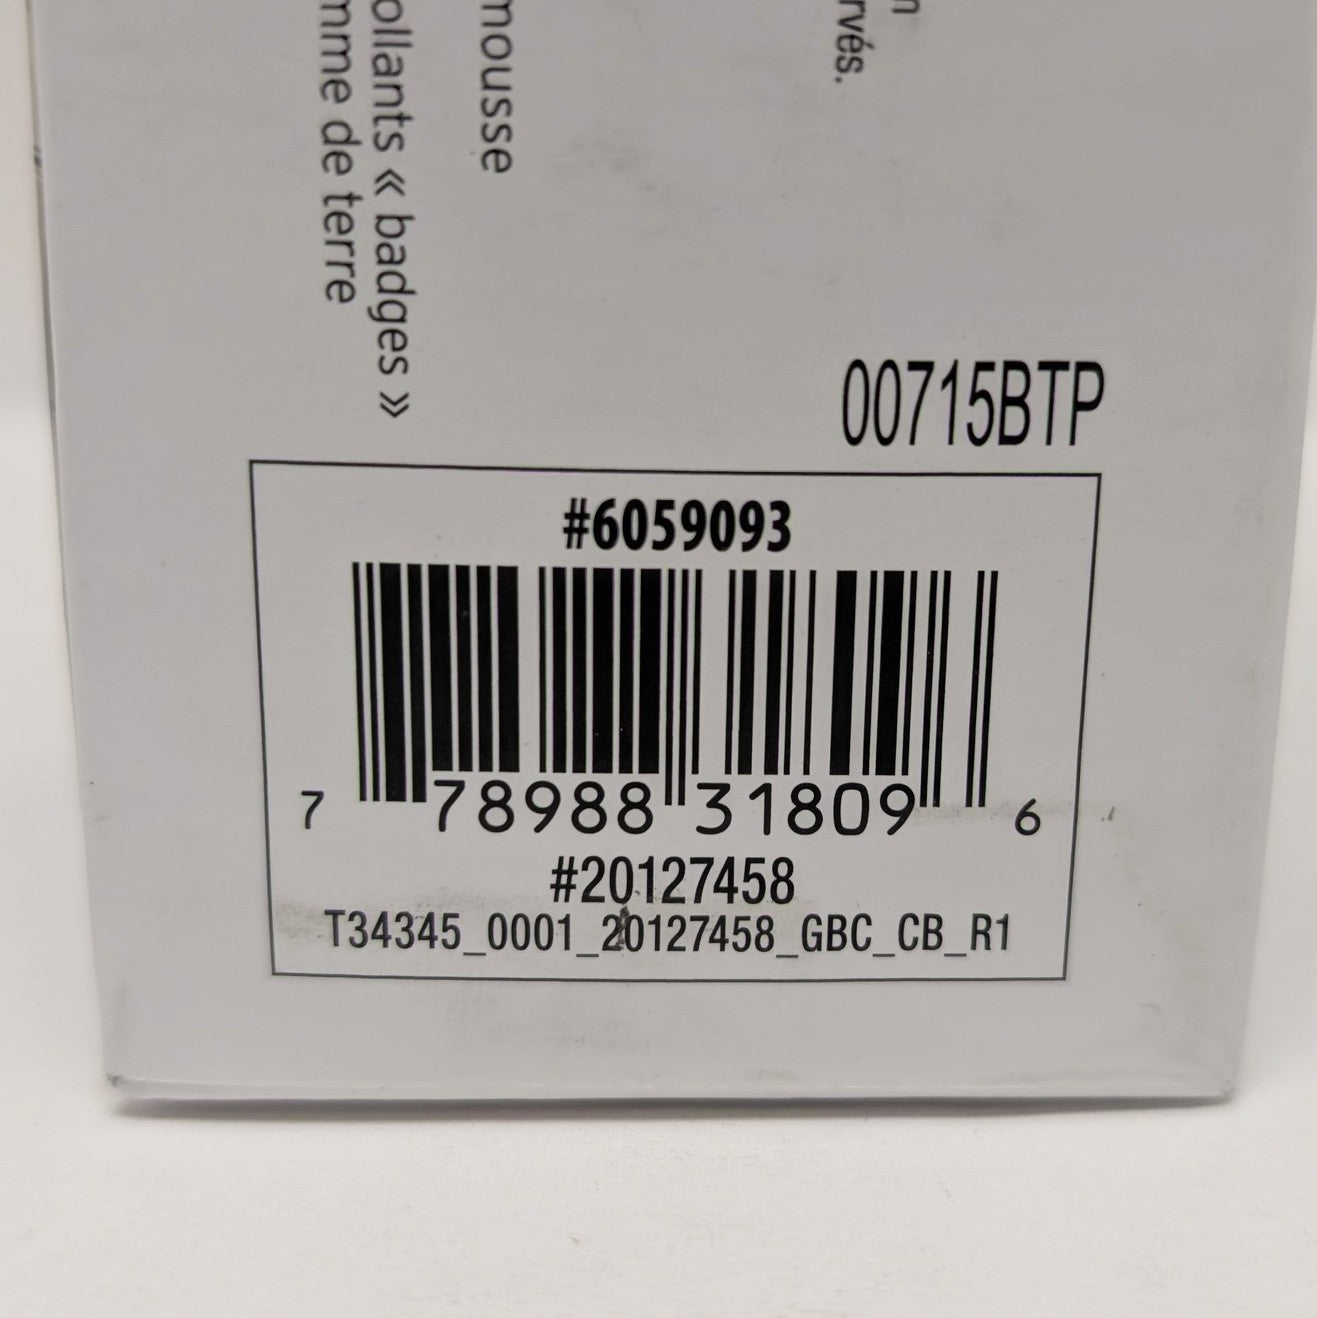 mousse
ollants « badges »
mme de terre
rvés.
00715BTP
#6059093
7 78988 31809 6
#20127458
T34345_0001_20127458_GBC_CB_R1